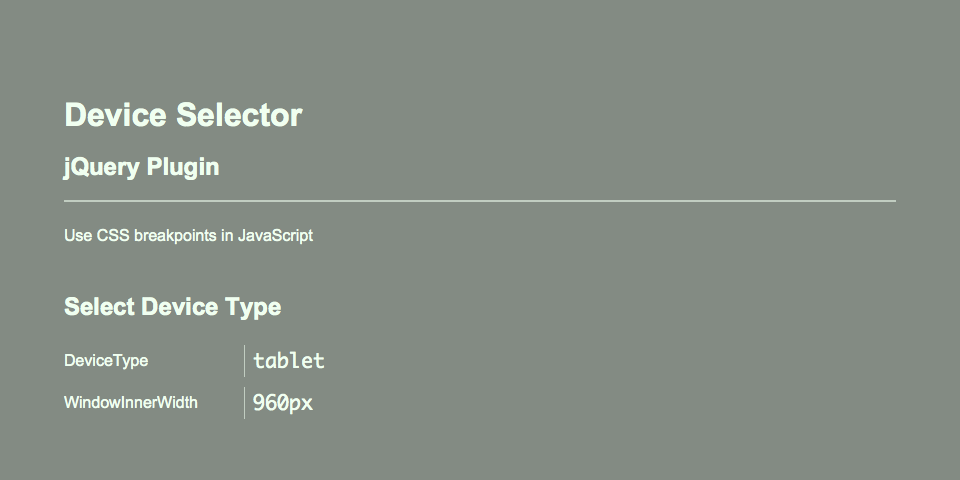 Device Selector
jQuery Plugin
Use CSS breakpoints in JavaScript
Select Device Type
DeviceType tablet
WindowInnerWidth 960px